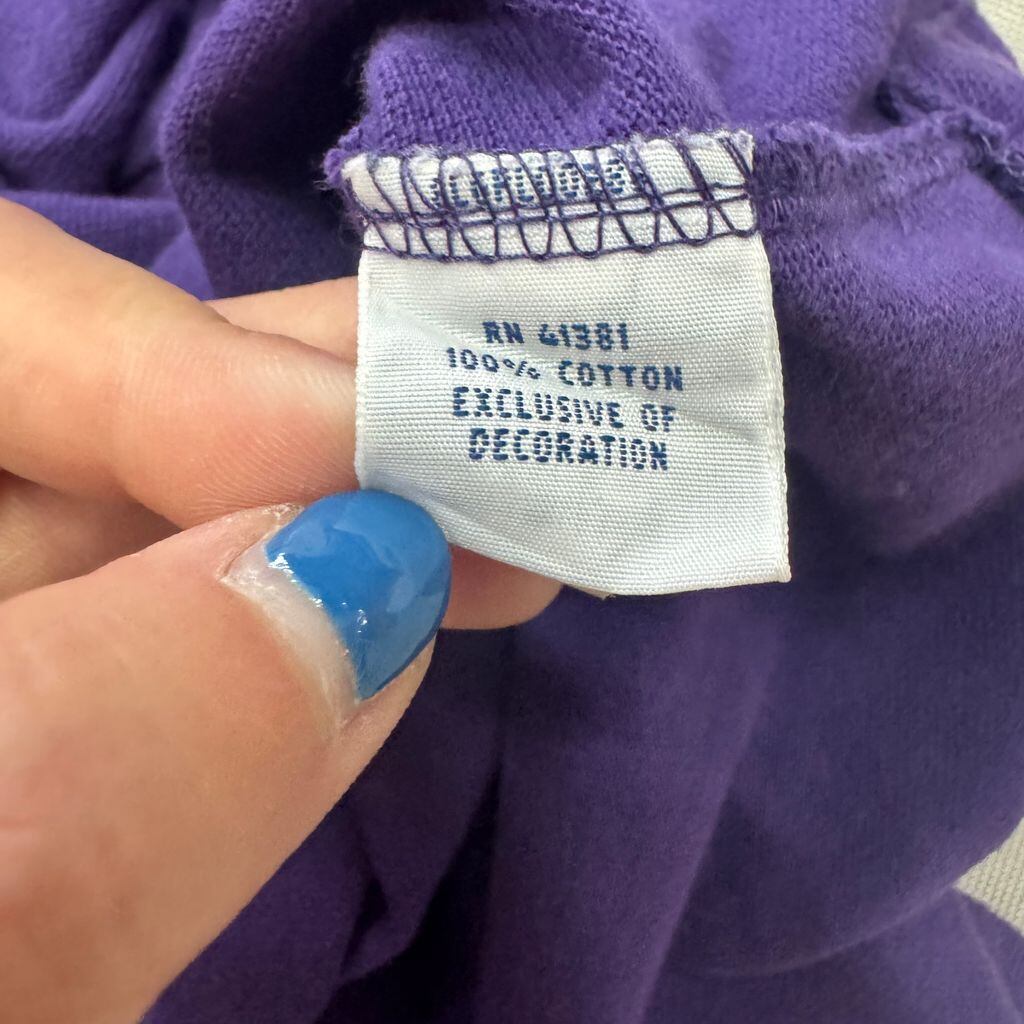 RN 41381
100% COTTON
EXCLUSIVE OF
DECORATION